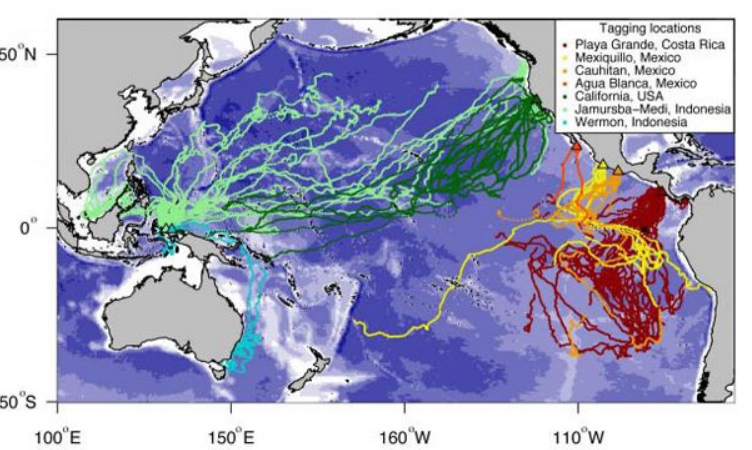 Tagging locations
Playa Grande, Costa Rica
Mexiquillo, Mexico
Cauhitan, Mexico
Agua Blanca, Mexico
California, USA
Jamursba-Medi, Indonesia
Wermon, Indonesia
50°N
0°
50°S
100°E 150°E 160°W 110°W